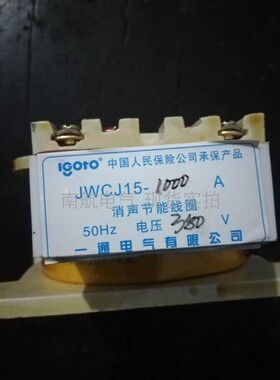 Igoto 中国人民保险公司承保产品
JWCJ15-1000 A
南航电气 现货实拍
消声节能线圈
50Hz 电压 380 V
一通电气有限公司